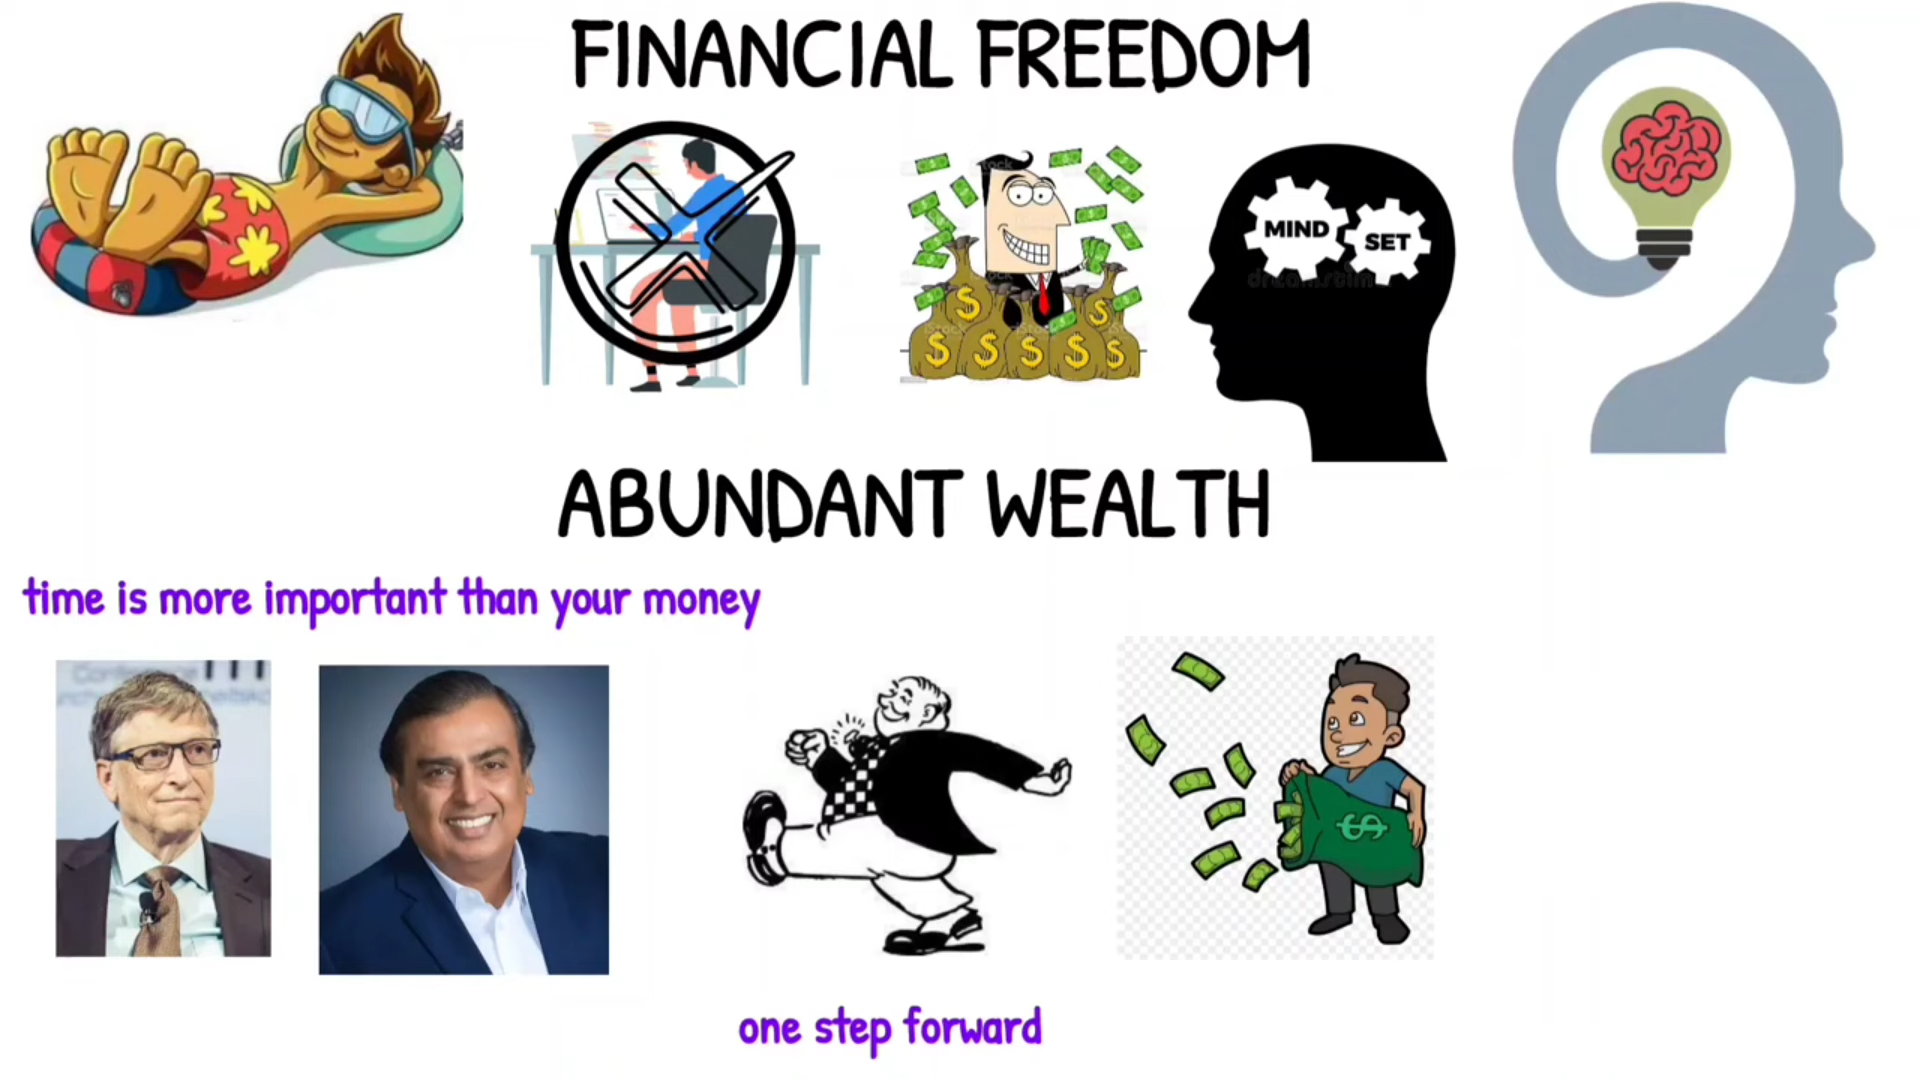 FINANCIAL FREEDOM
MIND SET
$ $ $ $ $ $ $
ABUNDANT WEALTH
time is more important than your money
$
one step forward